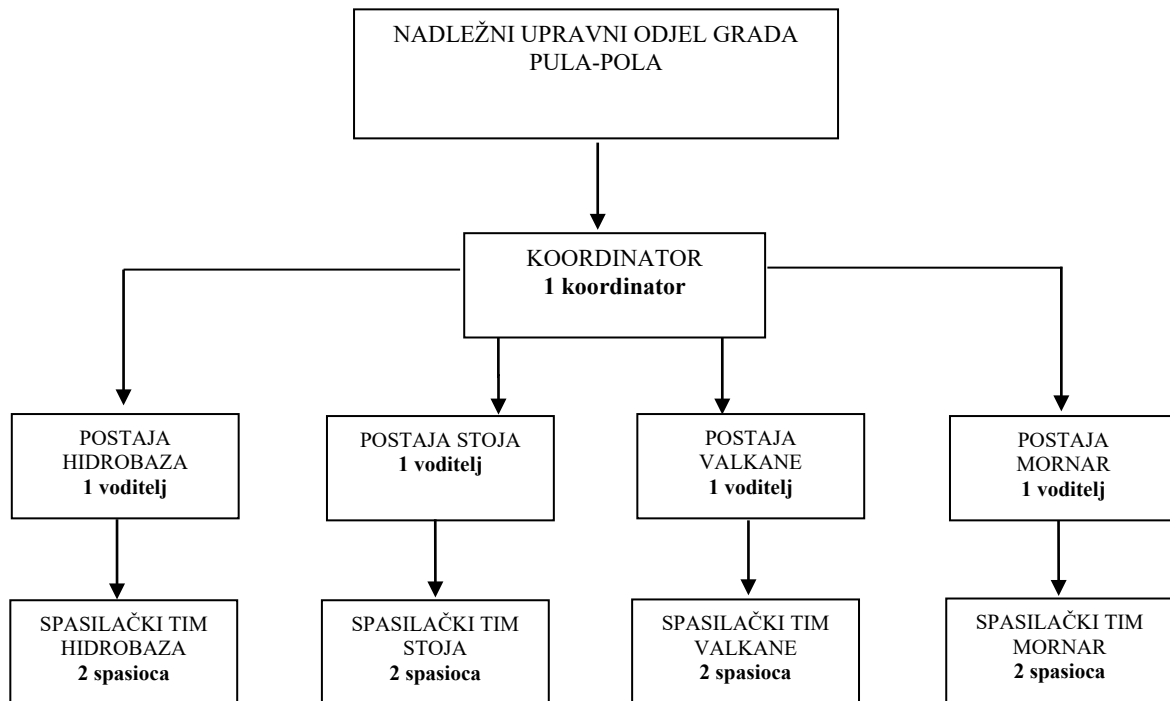 NADLEŽNI UPRAVNI ODJEL GRADA
PULA-POLA
KOORDINATOR
1 koordinator
POSTAJA
HIDROBAZA
1 voditelj
POSTAJA STOJA
1 voditelj
POSTAJA
VALKANE
1 voditelj
POSTAJA
MORNAR
1 voditelj
SPASILAČKI TIM
HIDROBAZA
2 spasioca
SPASILAČKI TIM
STOJA
2 spasioca
SPASILAČKI TIM
VALKANE
2 spasioca
SPASILAČKI TIM
MORNAR
2 spasioca